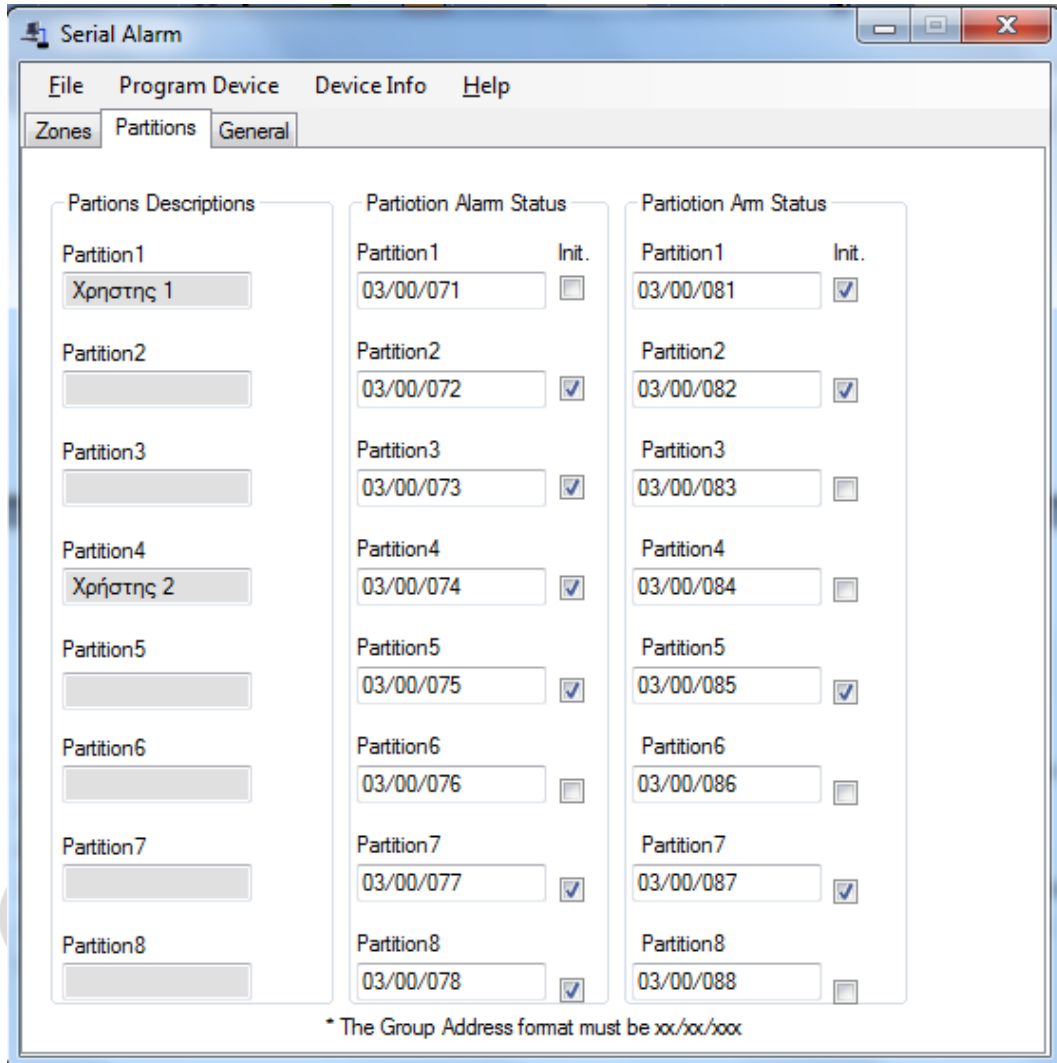 Serial Alarm
File Program Device Device Info Help
Zones Partitions General
Partions Descriptions
Partition1
Χρηστης 1
Partition2
Partition3
Partition4
Χρήστης 2
Partition5
Partition6
Partition7
Partition8
Partiotion Alarm Status
Partition1 Init.
03/00/071
Partition2
03/00/072
Partition3
03/00/073
Partition4
03/00/074
Partition5
03/00/075
Partition6
03/00/076
Partition7
03/00/077
Partition8
03/00/078
Partiotion Arm Status
Partition1 Init.
03/00/081
Partition2
03/00/082
Partition3
03/00/083
Partition4
03/00/084
Partition5
03/00/085
Partition6
03/00/086
Partition7
03/00/087
Partition8
03/00/088
* The Group Address format must be xx/xx/xxx